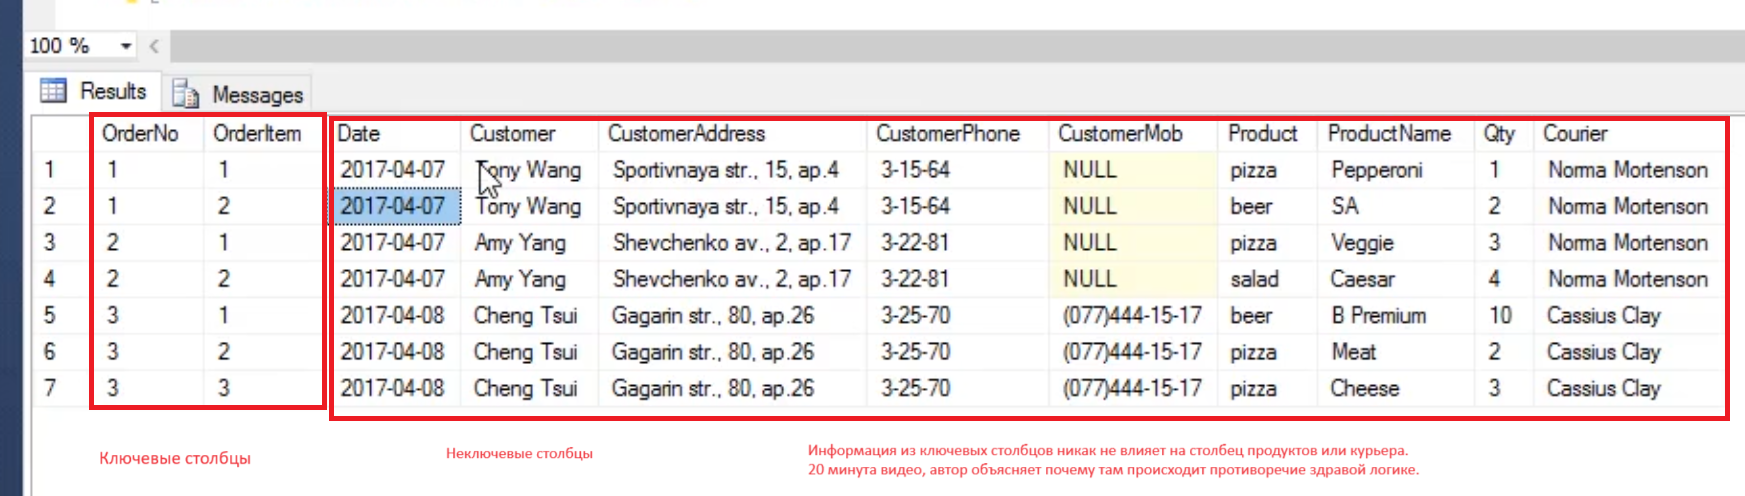 100 %
Results Messages
OrderNo OrderItem Date Customer CustomerAddress CustomerPhone CustomerMob Product ProductName Qty Courier
1 1 1 2017-04-07 Tony Wang Sportivnaya str., 15, ap.4 3-15-64 NULL pizza Pepperoni 1 Norma Mortenson
2 1 2 2017-04-07 Tony Wang Sportivnaya str., 15, ap.4 3-15-64 NULL beer SA 2 Norma Mortenson
3 2 1 2017-04-07 Amy Yang Shevchenko av., 2, ap.17 3-22-81 NULL pizza Veggie 3 Norma Mortenson
4 2 2 2017-04-07 Amy Yang Shevchenko av., 2, ap.17 3-22-81 NULL salad Caesar 4 Norma Mortenson
5 3 1 2017-04-08 Cheng Tsui Gagarin str., 80, ap.26 3-25-70 (077)444-15-17 beer B Premium 10 Cassius Clay
6 3 2 2017-04-08 Cheng Tsui Gagarin str., 80, ap.26 3-25-70 (077)444-15-17 pizza Meat 2 Cassius Clay
7 3 3 2017-04-08 Cheng Tsui Gagarin str., 80, ap.26 3-25-70 (077)444-15-17 pizza Cheese 3 Cassius Clay
Ключевые столбцы
Неключевые столбцы
Информация из ключевых столбцов никак не влияет на столбец продуктов или курьера.
20 минута видео, автор объясняет почему там происходит противоречие здравой логике.